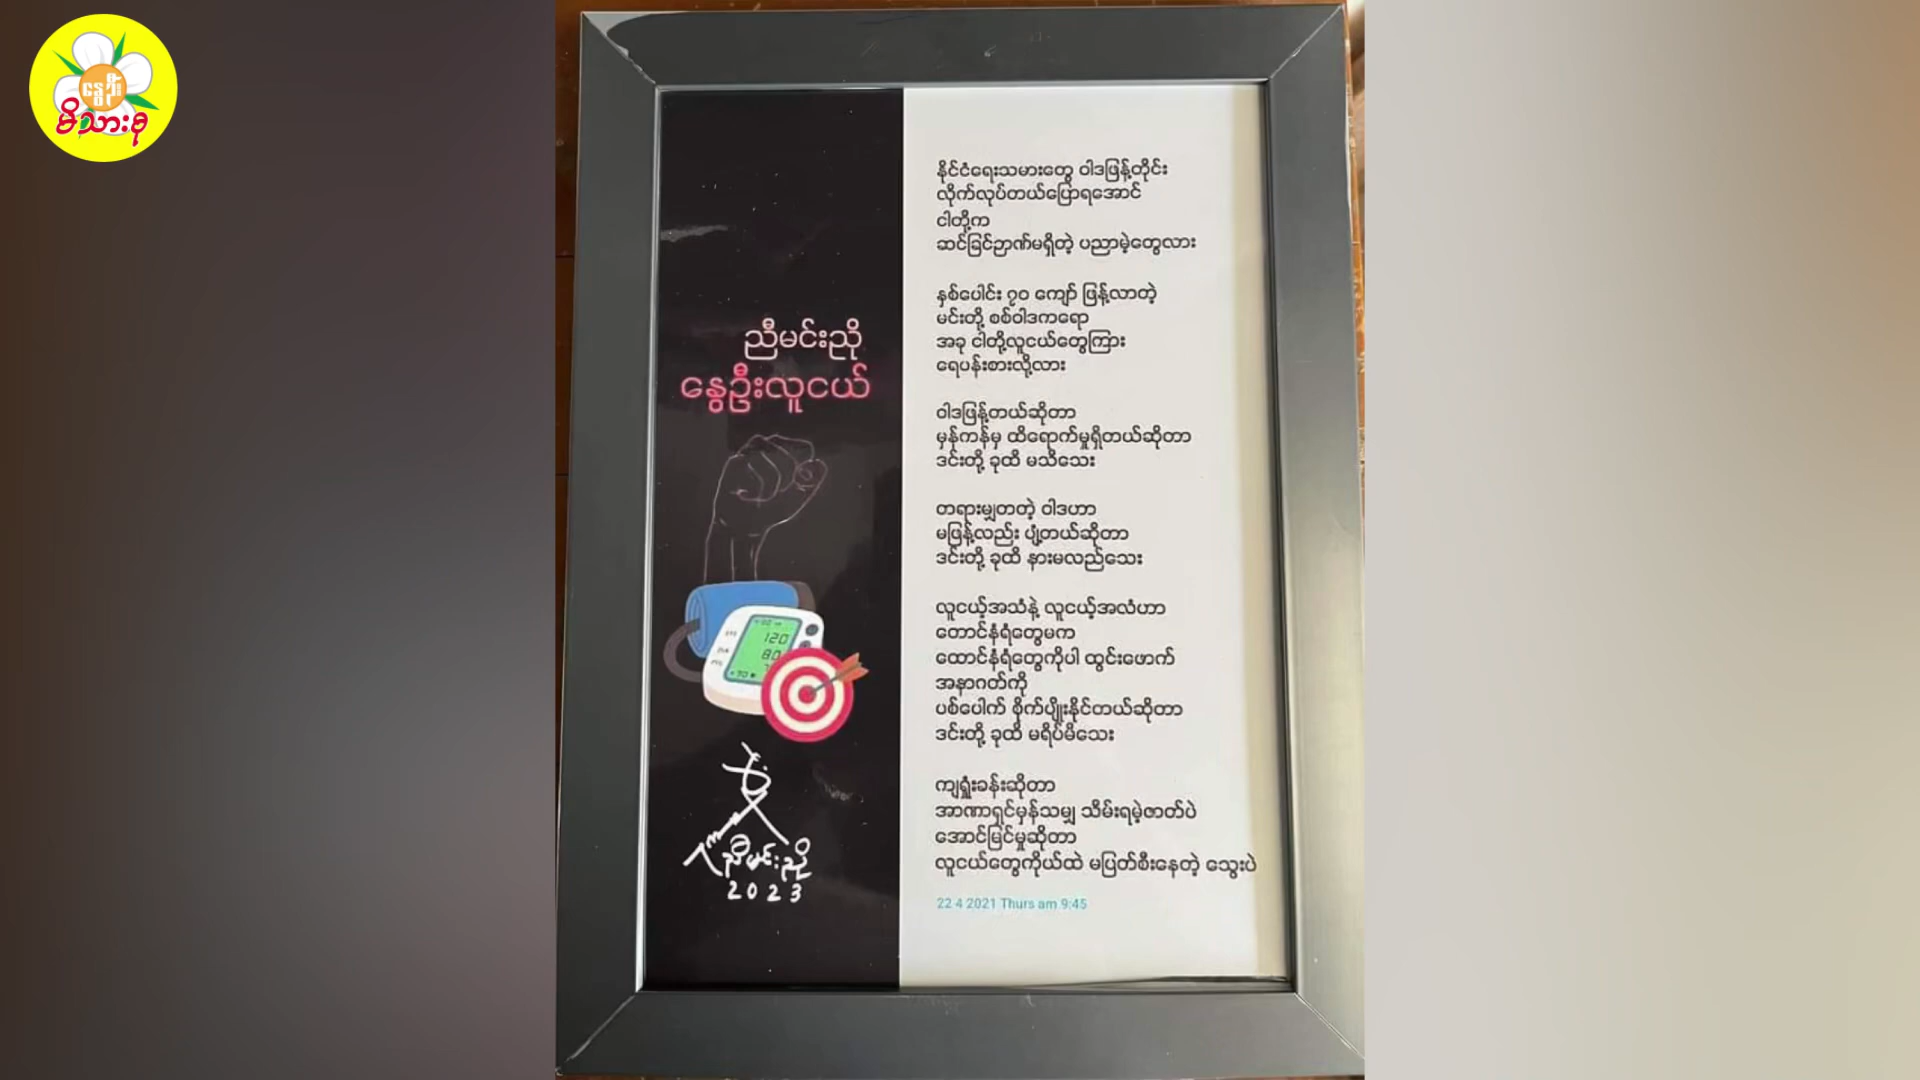 နွေဦး
မိသားစု
ညီမင်းညို
နွေဦးလူငယ်
120
80
ညီမင်းညို
2023
နိုင်ငံရေးသမားတွေ ဝါဒဖြန့်တိုင်း
လိုက်လုပ်တယ်ပြောရအောင်
ငါတို့က
ဆင်ခြင်ဉာဏ်မရှိတဲ့ ပညာမဲ့တွေလား
နှစ်ပေါင်း ၇၀ ကျော် ဖြန့်လာတဲ့
မင်းတို့ စစ်ဝါဒကရော
အခု ငါတို့လူငယ်တွေကြား
ရေပန်းစားလို့လား
ဝါဒဖြန့်တယ်ဆိုတာ
မှန်ကန်မှ ထိရောက်မှုရှိတယ်ဆိုတာ
ဒင်းတို့ ခုထိ မသိသေး
တရားမျှတတဲ့ ဝါဒဟာ
မဖြန့်လည်း ပျံ့တယ်ဆိုတာ
ဒင်းတို့ ခုထိ နားမလည်သေး
လူငယ့်အသံနဲ့ လူငယ့်အလံဟာ
တောင်နံရံတွေမက
ထောင်နံရံတွေကိုပါ ထွင်းဖောက်
အနာဂတ်ကို
ပစ်ပေါက် စိုက်ပျိုးနိုင်တယ်ဆိုတာ
ဒင်းတို့ ခုထိ မရိပ်မိသေး
ကျရှုံးခန်းဆိုတာ
အာဏာရှင်မှန်သမျှ သိမ်းရမဲ့ဇာတ်ပဲ
အောင်မြင်မှုဆိုတာ
လူငယ်တွေကိုယ်ထဲ မပြတ်စီးနေတဲ့ သွေးပဲ
22 4 2021 Thurs am 9:45